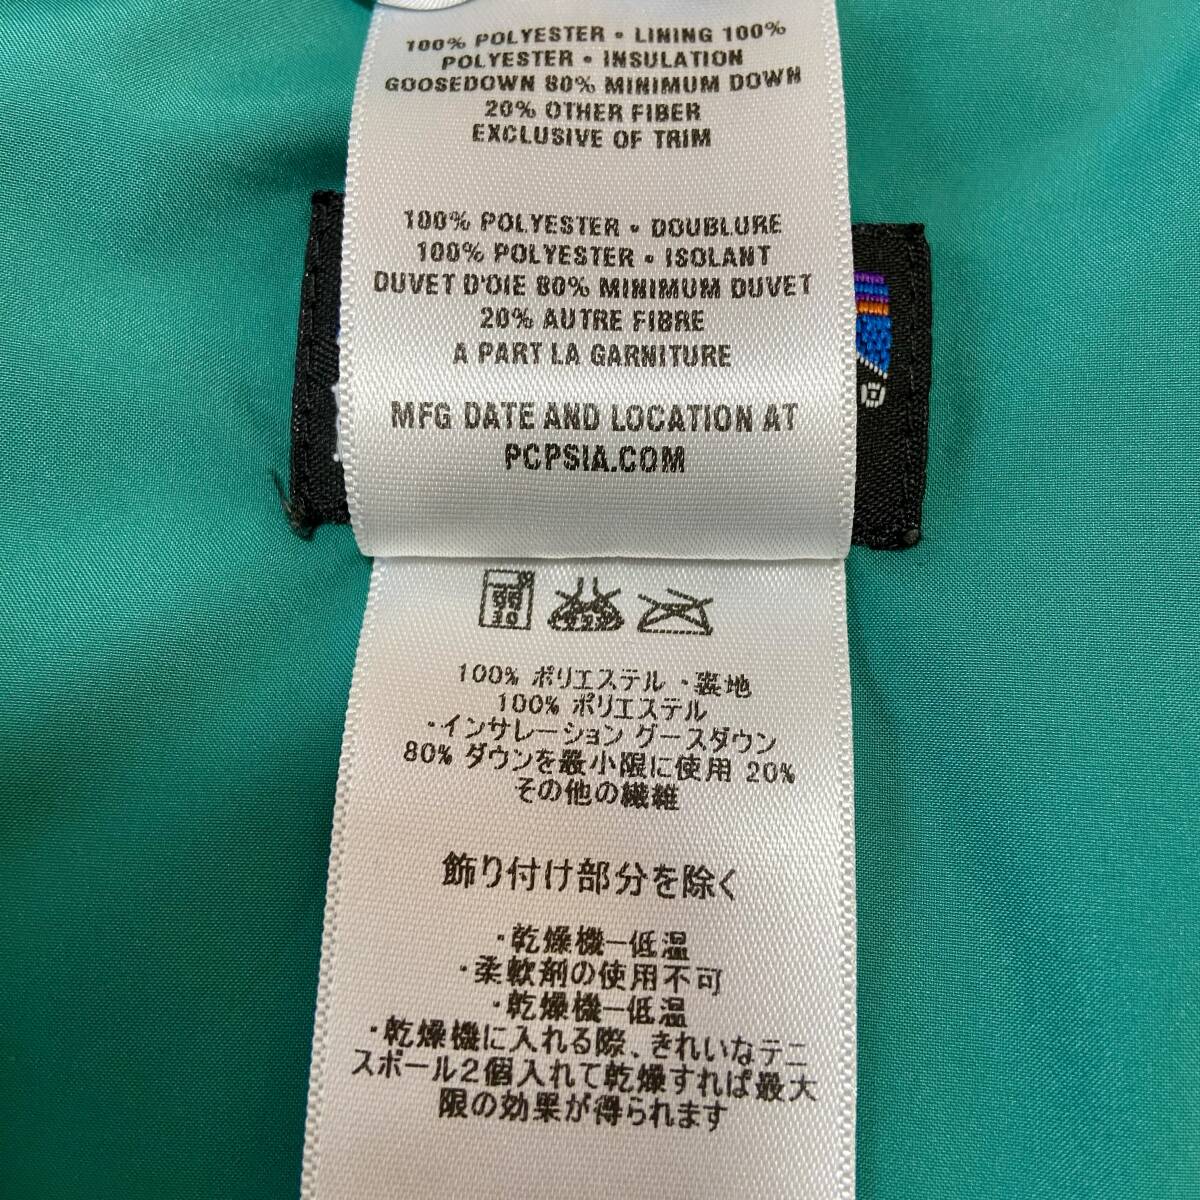 100% POLYESTER • LINING 100%
POLYESTER • INSULATION
GOOSEDOWN 80% MINIMUM DOWN
20% OTHER FIBER
EXCLUSIVE OF TRIM
100% POLYESTER • DOUBLURE
100% POLYESTER • ISOLANT
DUVET D'OIE 80% MINIMUM DUVET
20% AUTRE FIBRE
A PART LA GARNITURE
MFG DATE AND LOCATION AT
PCPSIA.COM
100% ポリエステル ・裏地
100% ポリエステル
・インサレーション グースダウン
80% ダウンを最小限に使用 20%
その他の繊維
飾り付け部分を除く
・乾燥機ー低温
・柔軟剤の使用不可
・乾燥機ー低温
・乾燥機に入れる際、きれいなテニ
スボール2個入れて乾燥すれば最大
限の効果が得られます